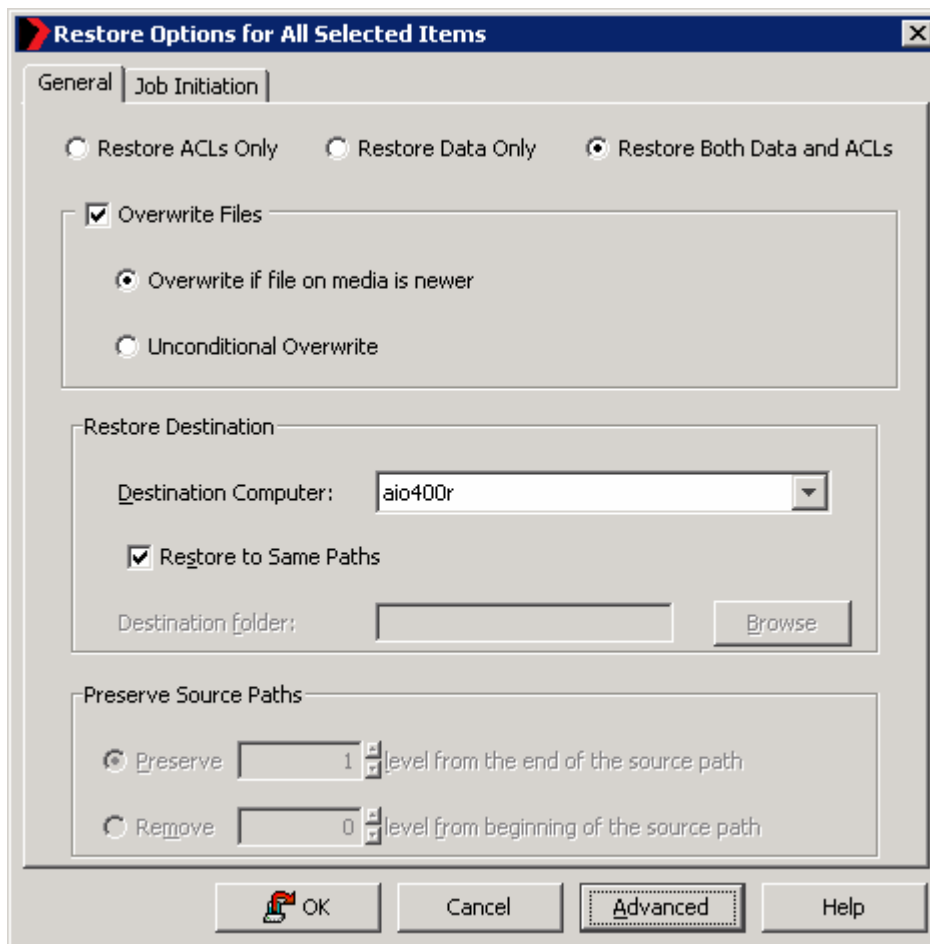 Restore Options for All Selected Items
General Job Initiation
Restore ACLs Only Restore Data Only Restore Both Data and ACLs
Overwrite Files
Overwrite if file on media is newer
Unconditional Overwrite
Restore Destination
Destination Computer: aio400r
Restore to Same Paths
Destination folder: Browse
Preserve Source Paths
Preserve 1 level from the end of the source path
Remove 0 level from beginning of the source path
OK Cancel Advanced Help